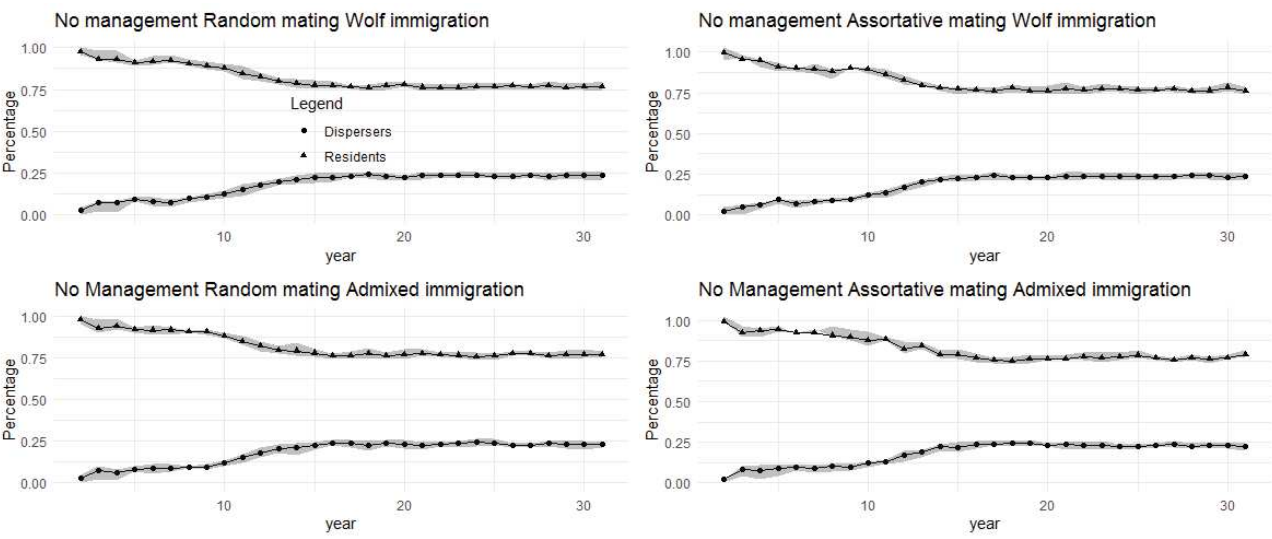 No management Random mating Wolf immigration
Percentage
1.00
0.75
0.50
0.25
0.00
Legend
Dispersers
Residents
10
20
30
year
No management Assortative mating Wolf immigration
Percentage
1.00
0.75
0.50
0.25
0.00
10
20
30
year
No Management Random mating Admixed immigration
Percentage
1.00
0.75
0.50
0.25
0.00
10
20
30
year
No Management Assortative mating Admixed immigration
Percentage
1.00
0.75
0.50
0.25
0.00
10
20
30
year